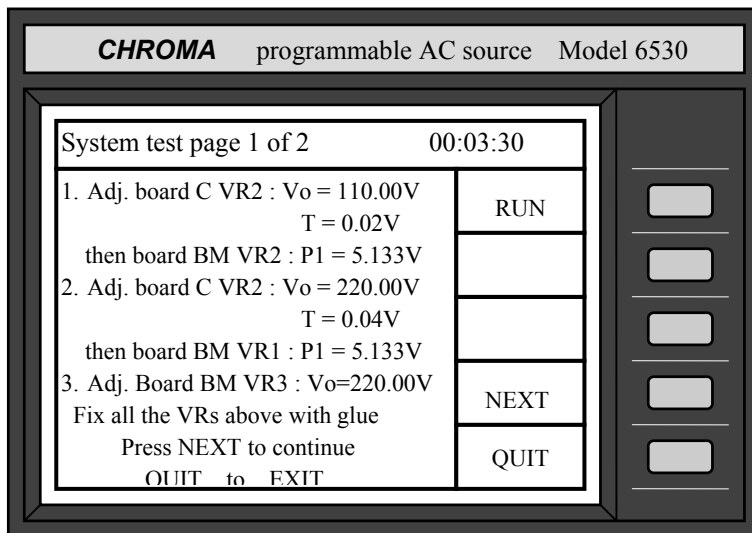 CHROMA programmable AC source Model 6530
System test page 1 of 2 00:03:30
1. Adj. board C VR2 : Vo = 110.00V
T = 0.02V
then board BM VR2 : P1 = 5.133V
2. Adj. board C VR2 : Vo = 220.00V
T = 0.04V
then board BM VR1 : P1 = 5.133V
3. Adj. Board BM VR3 : Vo=220.00V
Fix all the VRs above with glue
Press NEXT to continue
QUIT to EXIT
RUN
NEXT
QUIT